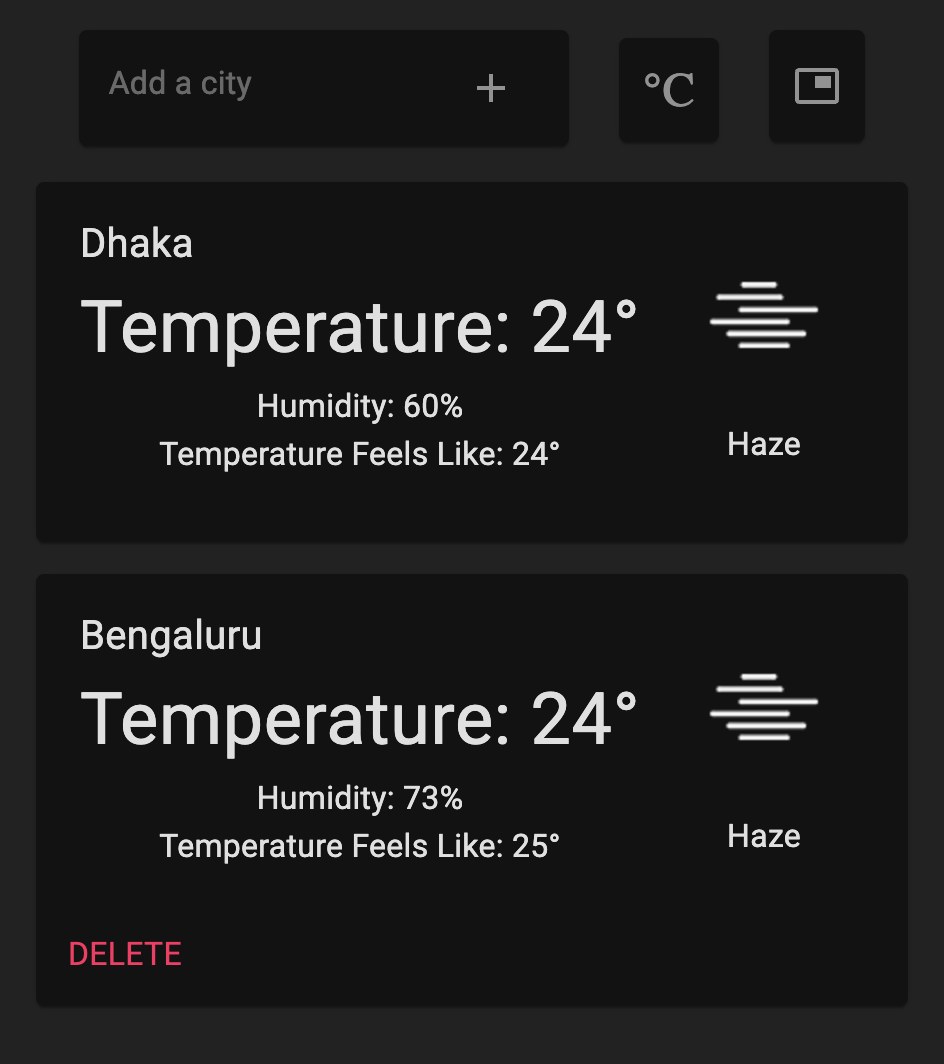 Add a city +
°C
Dhaka
Temperature: 24°
Humidity: 60%
Temperature Feels Like: 24°
Haze
Bengaluru
Temperature: 24°
Humidity: 73%
Temperature Feels Like: 25°
Haze
DELETE